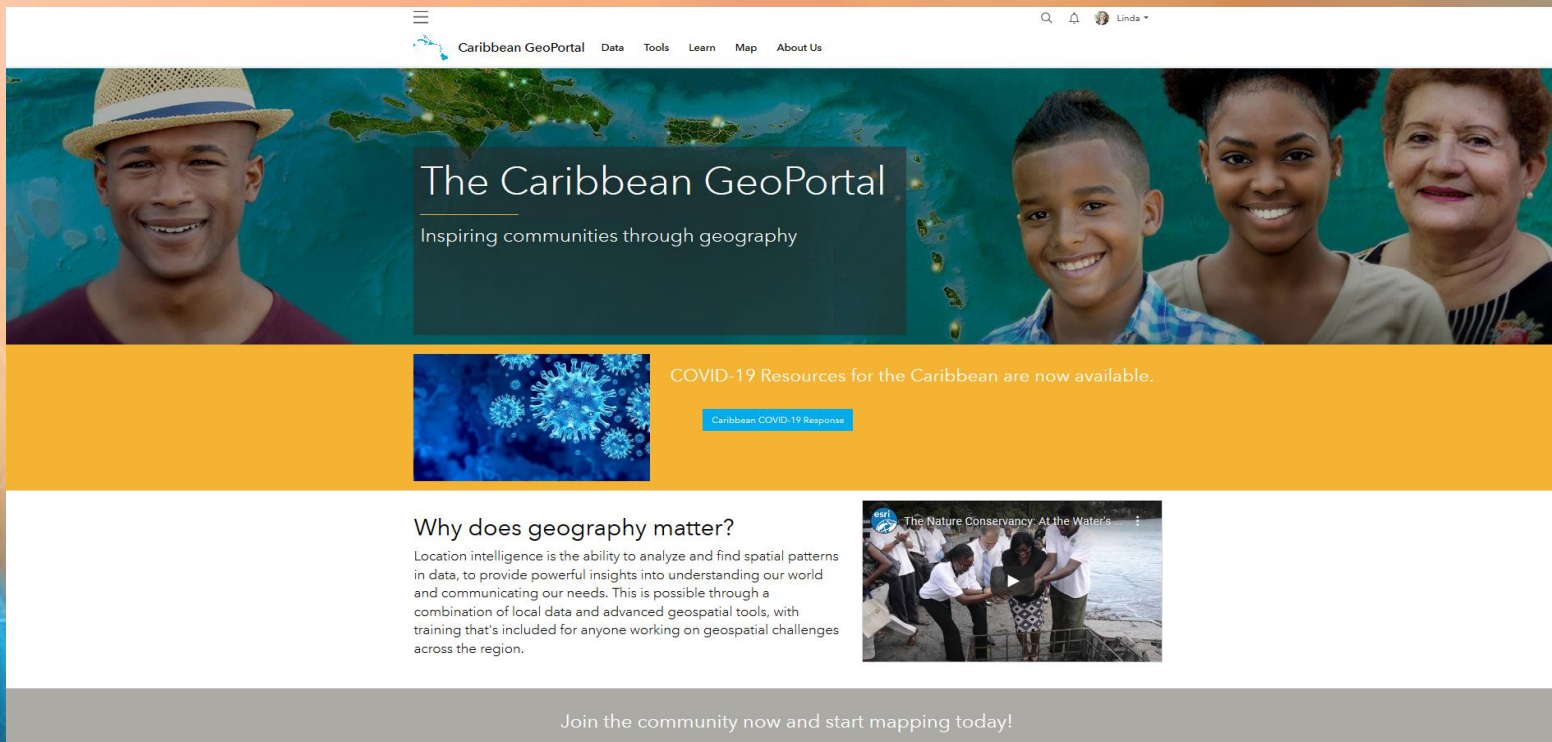 Linda
Caribbean GeoPortal Data Tools Learn Map About Us
The Caribbean GeoPortal
Inspiring communities through geography
COVID-19 Resources for the Caribbean are now available.
Caribbean COVID-19 Response
Why does geography matter?
Location intelligence is the ability to analyze and find spatial patterns
in data, to provide powerful insights into understanding our world
and communicating our needs. This is possible through a
combination of local data and advanced geospatial tools, with
training that's included for anyone working on geospatial challenges
across the region.
esri
The Nature Conservancy: At the Water's ...
Join the community now and start mapping today!